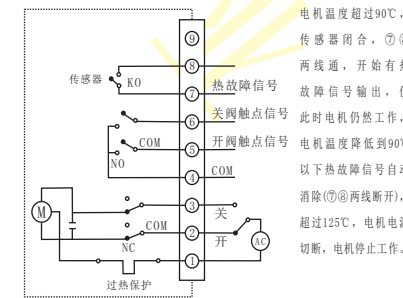 电机温度超过90℃,
传感器闭合,⑦⑧
两线通,开始有热
故障信号输出,但
此时电机仍然工作,
电机温度降低到90℃
以下热故障信号自动
消除(⑦⑧两线断开),
超过125℃,电机电源
切断,电机停止工作。
⑨
⑧
传感器
KO
⑦
热故障信号
⑥
关阀触点信号
COM
⑤
开阀触点信号
NO
④
COM
M
③
关
COM
②
开
AC
NC
①
过热保护